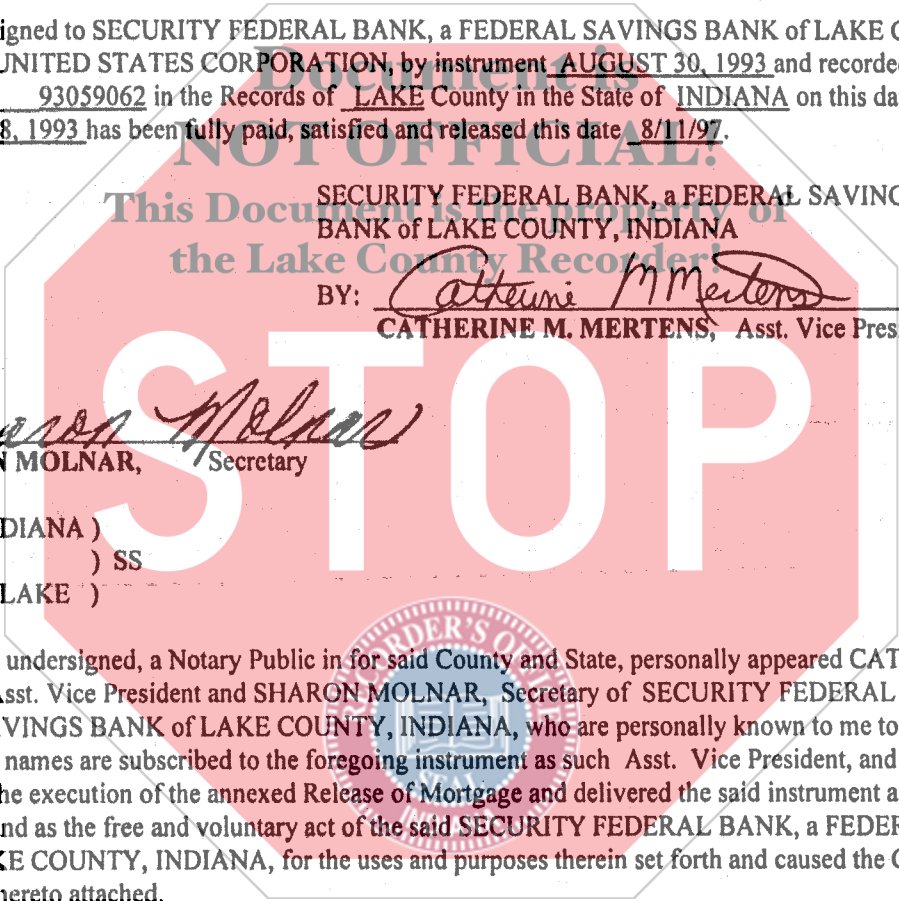 igned to SECURITY FEDERAL BANK, a FEDERAL SAVINGS BANK of LAKE
UNITED STATES CORPORATION, by instrument AUGUST 30, 1993 and recorde
93059062 in the Records of LAKE County in the State of INDIANA on this da
8, 1993 has been fully paid, satisfied and released this date 8/11/97.
Document is
NOT OFFICIAL!
This Document is the property of
the Lake County Recorder!
SECURITY FEDERAL BANK, a FEDERAL SAVING
BANK of LAKE COUNTY, INDIANA
BY: Catherine M Mertens
CATHERINE M. MERTENS, Asst. Vice Pres
STOP
aron Molnar
N MOLNAR, Secretary
DIANA )
) SS
LAKE )
undersigned, a Notary Public in for said County and State, personally appeared CAT
Asst. Vice President and SHARON MOLNAR, Secretary of SECURITY FEDERAL
VINGS BANK of LAKE COUNTY, INDIANA, who are personally known to me to
names are subscribed to the foregoing instrument as such Asst. Vice President, and
he execution of the annexed Release of Mortgage and delivered the said instrument a
nd as the free and voluntary act of the said SECURITY FEDERAL BANK, a FEDER
KE COUNTY, INDIANA, for the uses and purposes therein set forth and caused the
hereto attached.
RECORDER'S OFFICE
SEAL
INDIANA